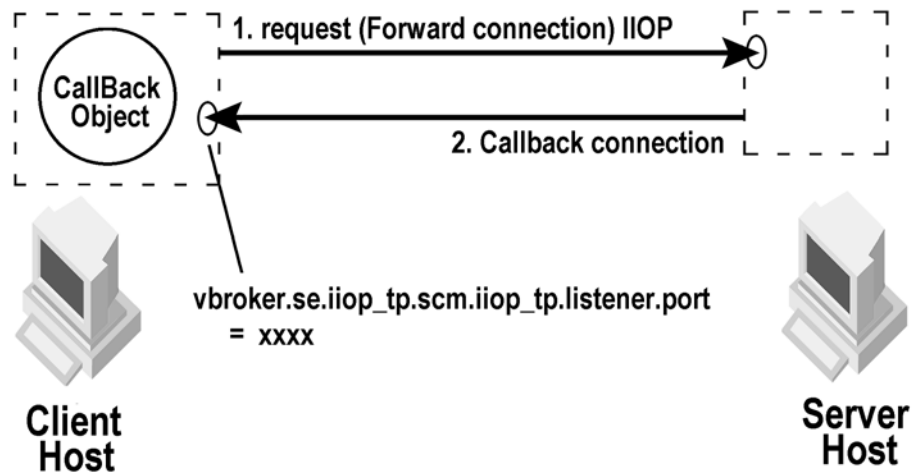 1. request (Forward connection) IIOP
CallBack
Object
2. Callback connection
vbroker.se.iiop_tp.scm.iiop_tp.listener.port
= xxxx
Client
Host
Server
Host